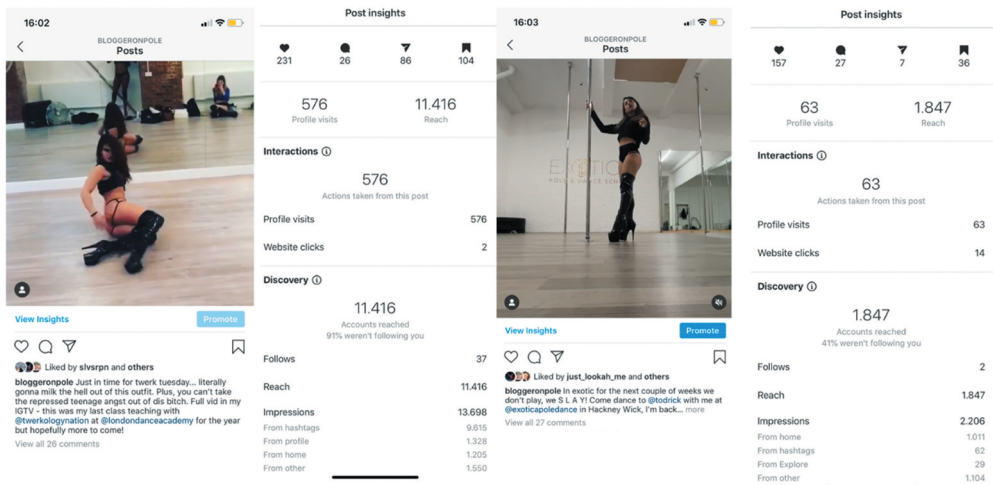 16:02
BLOGGERONPOLE
Posts
View Insights
Promote
Liked by slvsrpn and others
bloggeronpole Just in time for twerk tuesday... literally
gonna milk the hell out of this outfit. Plus, you can't take
the repressed teenage angst out of dis bitch. Full vid in my
IGTV - this was my last class teaching with
@twerkologynation at @londondanceacademy for the year
but hopefully more to come!
View all 26 comments
Post insights
231 26 86 104
576 11.416
Profile visits Reach
Interactions
576
Actions taken from this post
Profile visits 576
Website clicks 2
Discovery
11.416
Accounts reached
91% weren't following you
Follows 37
Reach 11.416
Impressions 13.698
From hashtags 9.615
From profile 1.328
From home 1.205
From other 1.550
16:03
BLOGGERONPOLE
Posts
EXOTIC
POLE & DANCE SCH
View Insights
Promote
Liked by just_lookah_me and others
bloggeronpole In exotic for the next couple of weeks we
don't play, we S L A Y! Come dance to @todrick with me at
@exoticapoledance in Hackney Wick, I'm back... more
View all 27 comments
Post insights
157 27 7 36
63 1.847
Profile visits Reach
Interactions
63
Actions taken from this post
Profile visits 63
Website clicks 14
Discovery
1.847
Accounts reached
41% weren't following you
Follows 2
Reach 1.847
Impressions 2.206
From home 1.011
From hashtags 62
From Explore 29
From other 1.104